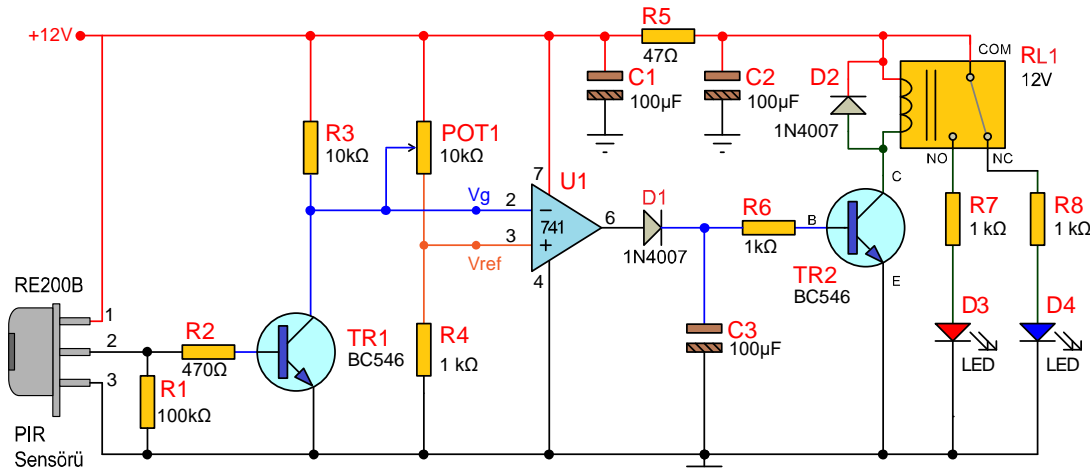 +12V
R5
47Ω
C1
100µF
C2
100µF
D2
1N4007
COM
RL1
12V
NO
NC
R3
10kΩ
POT1
10kΩ
Vg
Vref
7
2
3
4
6
U1
741
D1
1N4007
R6
1kΩ
B
C
E
TR2
BC546
R7
1 kΩ
R8
1 kΩ
D3
LED
D4
LED
RE200B
1
2
3
PIR
Sensörü
R2
470Ω
R1
100kΩ
TR1
BC546
R4
1 kΩ
C3
100µF